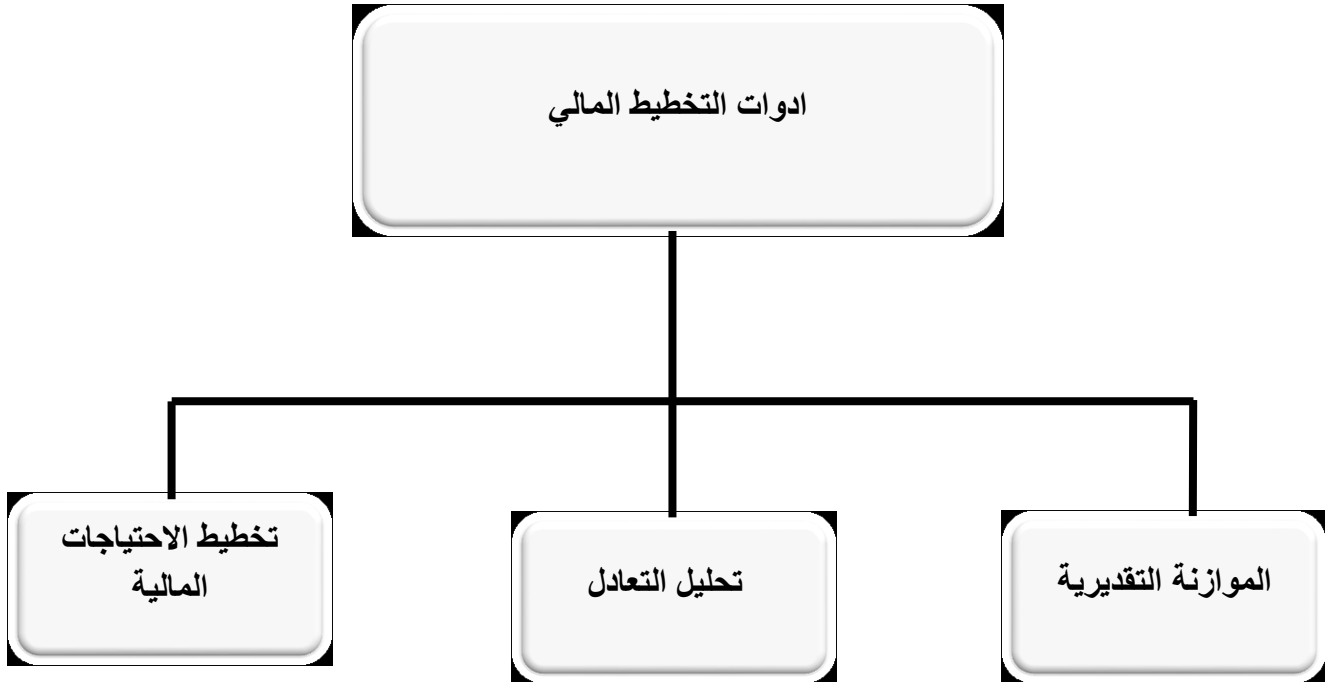 ادوات التخطيط المالي
الموازنة التقديرية
تحليل التعادل
تخطيط الاحتياجات
المالية